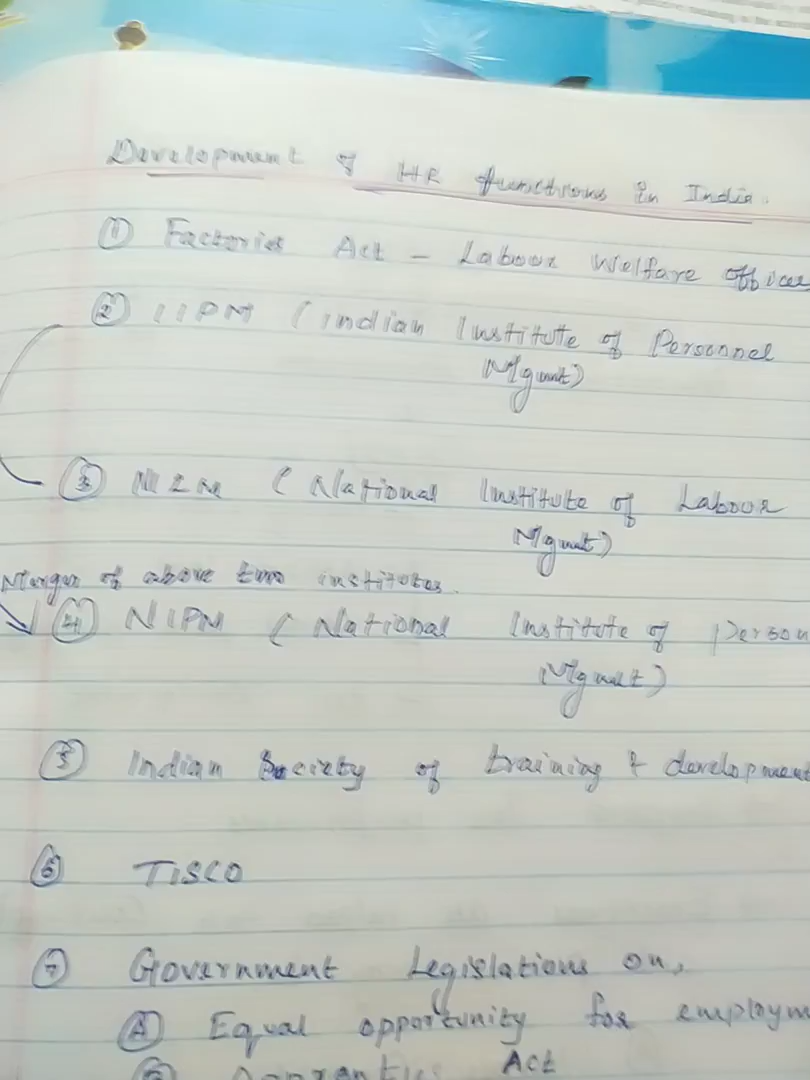 Development of HR functions in India.
① Factories Act - Labour Welfare Officer
② IIPM (Indian Institute of Personnel
Mgmt)
③ NILM (National Institute of Labour
Mgmt)
Merger of above two institutes.
④ NIPM (National Institute of Person
Mgmt)
⑤ Indian Society of training & development
⑥ TISCO
⑦ Government Legislations on,
Ⓐ Equal opportunity for employm
Act